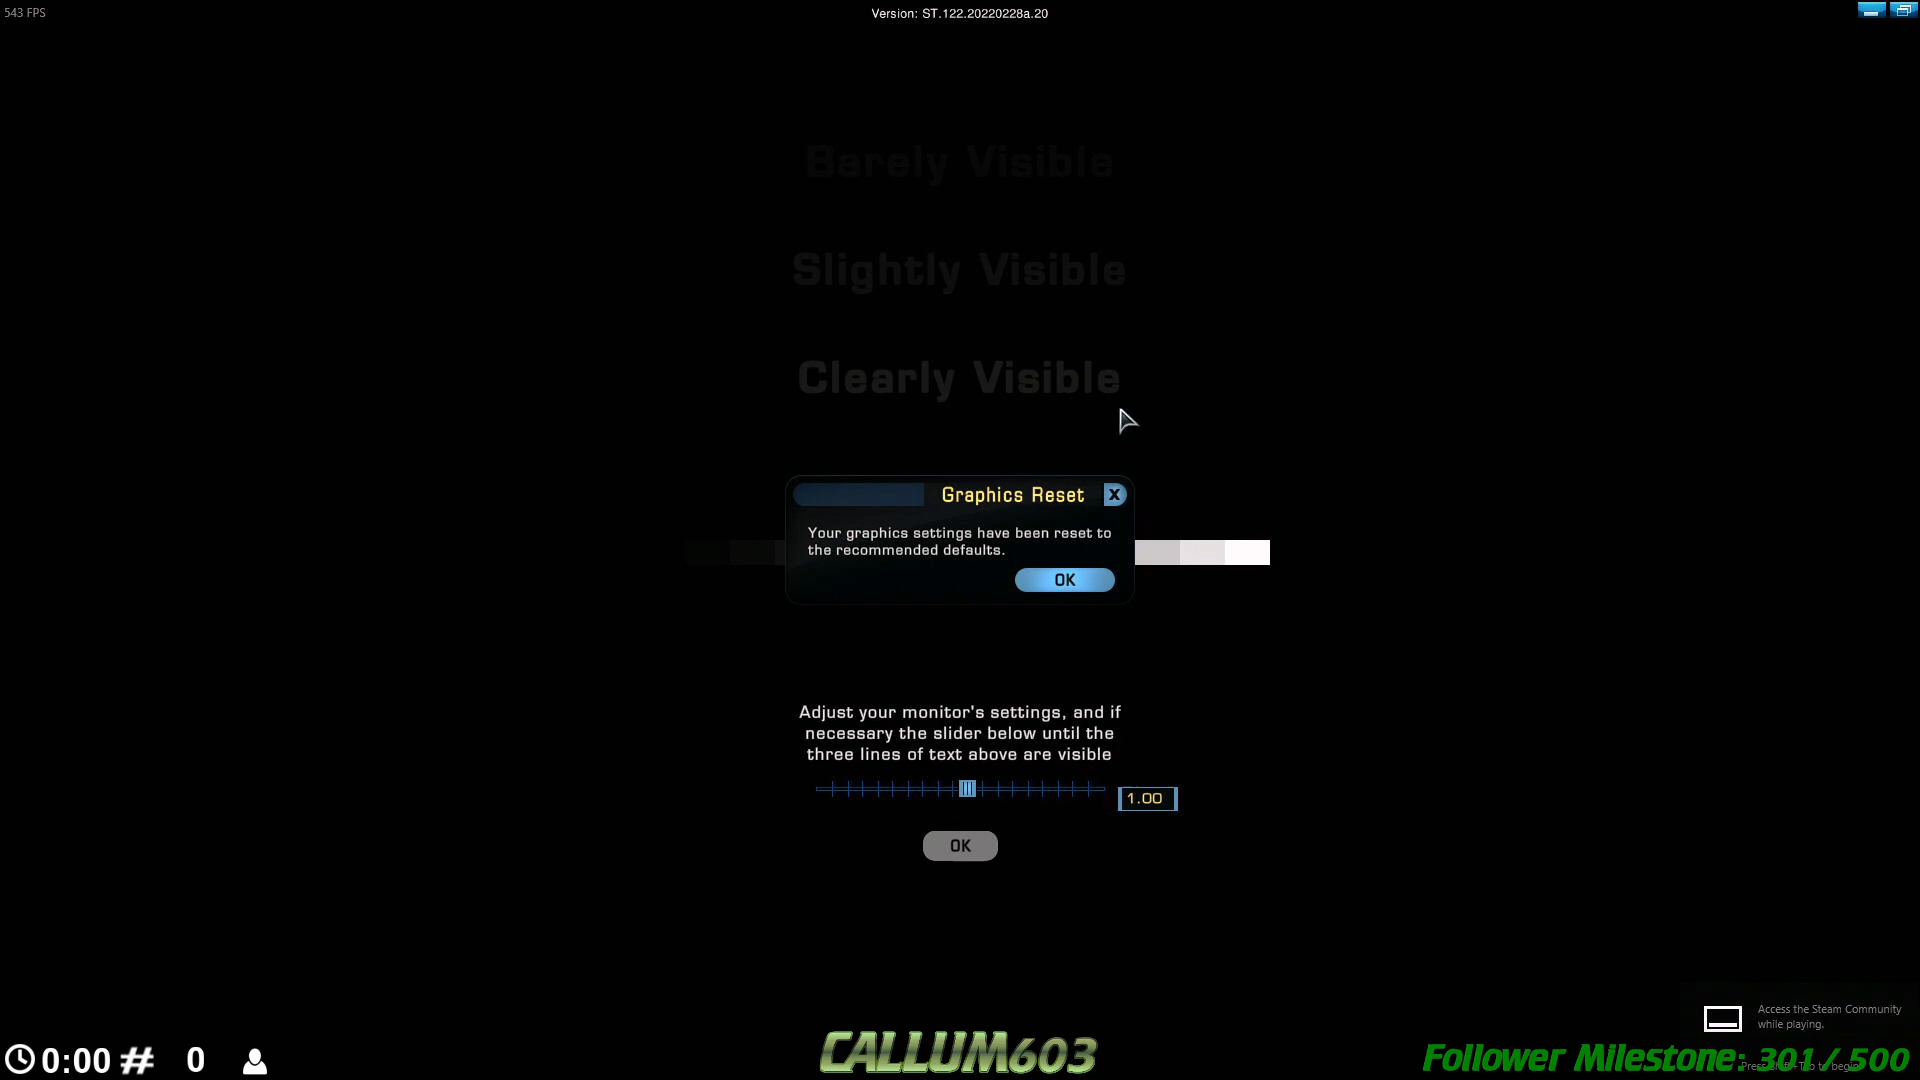 543 FPS
Version: ST.122.20220228a.20
Barely Visible
Slightly Visible
Clearly Visible
Graphics Reset
X
Your graphics settings have been reset to
the recommended defaults.
OK
Adjust your monitor's settings, and if
necessary the slider below until the
three lines of text above are visible
1.00
OK
Access the Steam Community
while playing.
0:00 # 0
CALLUM603
Follower Milestone: 301/500